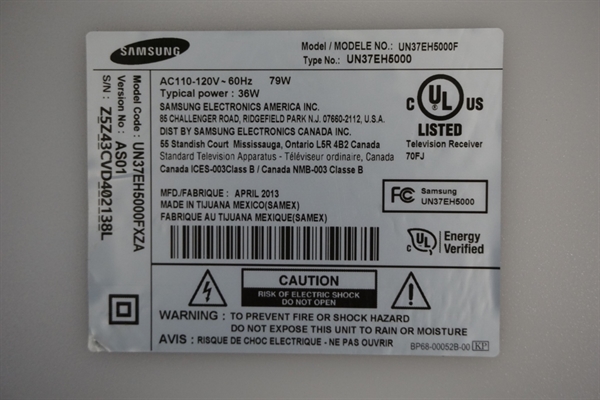 SAMSUNG
Model / MODELE NO.: UN37EH5000F
Type No.: UN37EH5000
Model Code : UN37EH5000FXZA
Version No : AS01
S/N : Z5Z43CVD402138L
AC110-120V~60Hz 79W
Typical power : 36W
SAMSUNG ELECTRONICS AMERICA INC.
85 CHALLENGER ROAD, RIDGEFIELD PARK N.J. 07660-2112, U.S.A.
DIST BY SAMSUNG ELECTRONICS CANADA INC.
55 Standish Court Mississauga, Ontario L5R 4B2 Canada
Standard Television Apparatus - Téléviseur ordinaire, Canada
Canada ICES-003Class B / Canada NMB-003 Classe B
C UL US
LISTED
Television Receiver
70FJ
MFD./FABRIQUE : APRIL 2013
MADE IN TIJUANA MEXICO(SAMEX)
FABRIQUE AU TIJUANA MEXIQUE(SAMEX)
FC Samsung
UN37EH5000
C UL Energy
Verified
CAUTION
RISK OF ELECTRIC SHOCK
DO NOT OPEN
WARNING : TO PREVENT FIRE OR SHOCK HAZARD
DO NOT EXPOSE THIS UNIT TO RAIN OR MOISTURE
AVIS : RISQUE DE CHOC ELECTRIQUE - NE PAS OUVRIR
BP68-00052B-00 KP